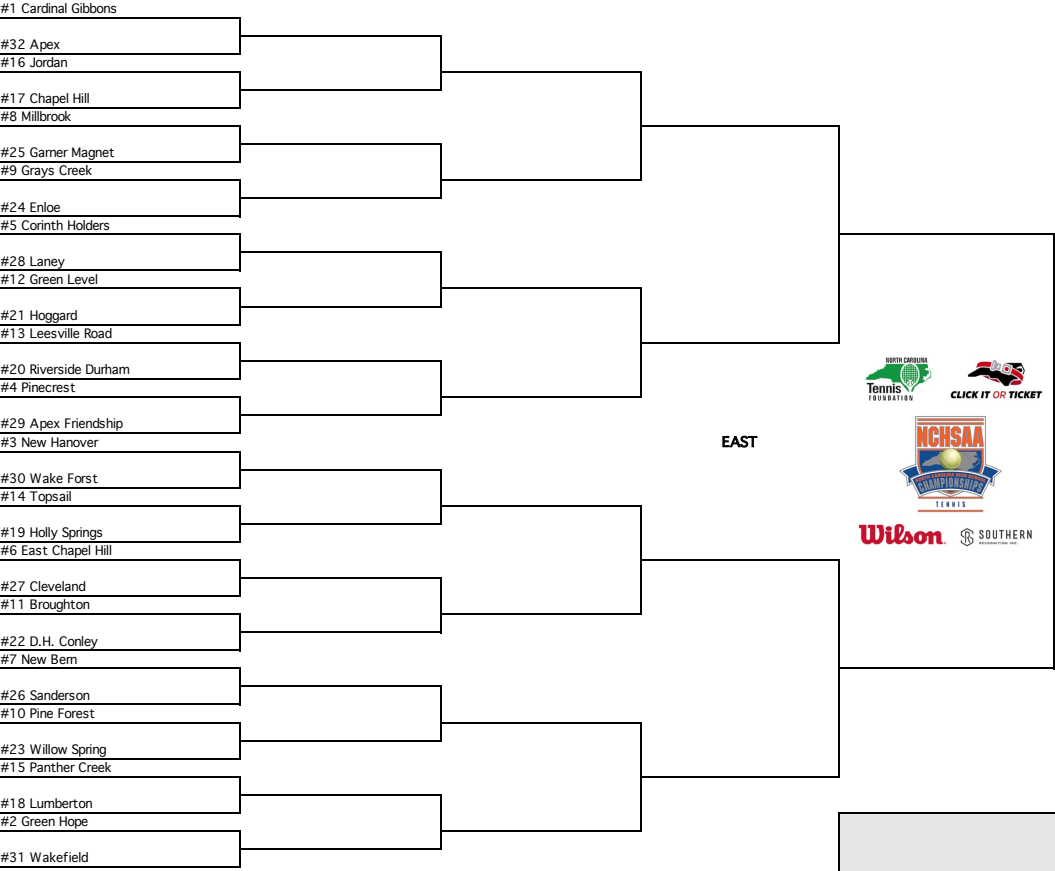 #1 Cardinal Gibbons
#32 Apex
#16 Jordan
#17 Chapel Hill
#8 Millbrook
#25 Garner Magnet
#9 Grays Creek
#24 Enloe
#5 Corinth Holders
#28 Laney
#12 Green Level
#21 Hoggard
#13 Leesville Road
#20 Riverside Durham
#4 Pinecrest
#29 Apex Friendship
#3 New Hanover
#30 Wake Forst
#14 Topsail
#19 Holly Springs
#6 East Chapel Hill
#27 Cleveland
#11 Broughton
#22 D.H. Conley
#7 New Bern
#26 Sanderson
#10 Pine Forest
#23 Willow Spring
#15 Panther Creek
#18 Lumberton
#2 Green Hope
#31 Wakefield
EAST
NORTH CAROLINA
Tennis
FOUNDATION
CLICK IT OR TICKET
NCHSAA
CHAMPIONSHIPS
TENNIS
Wilson
SOUTHERN